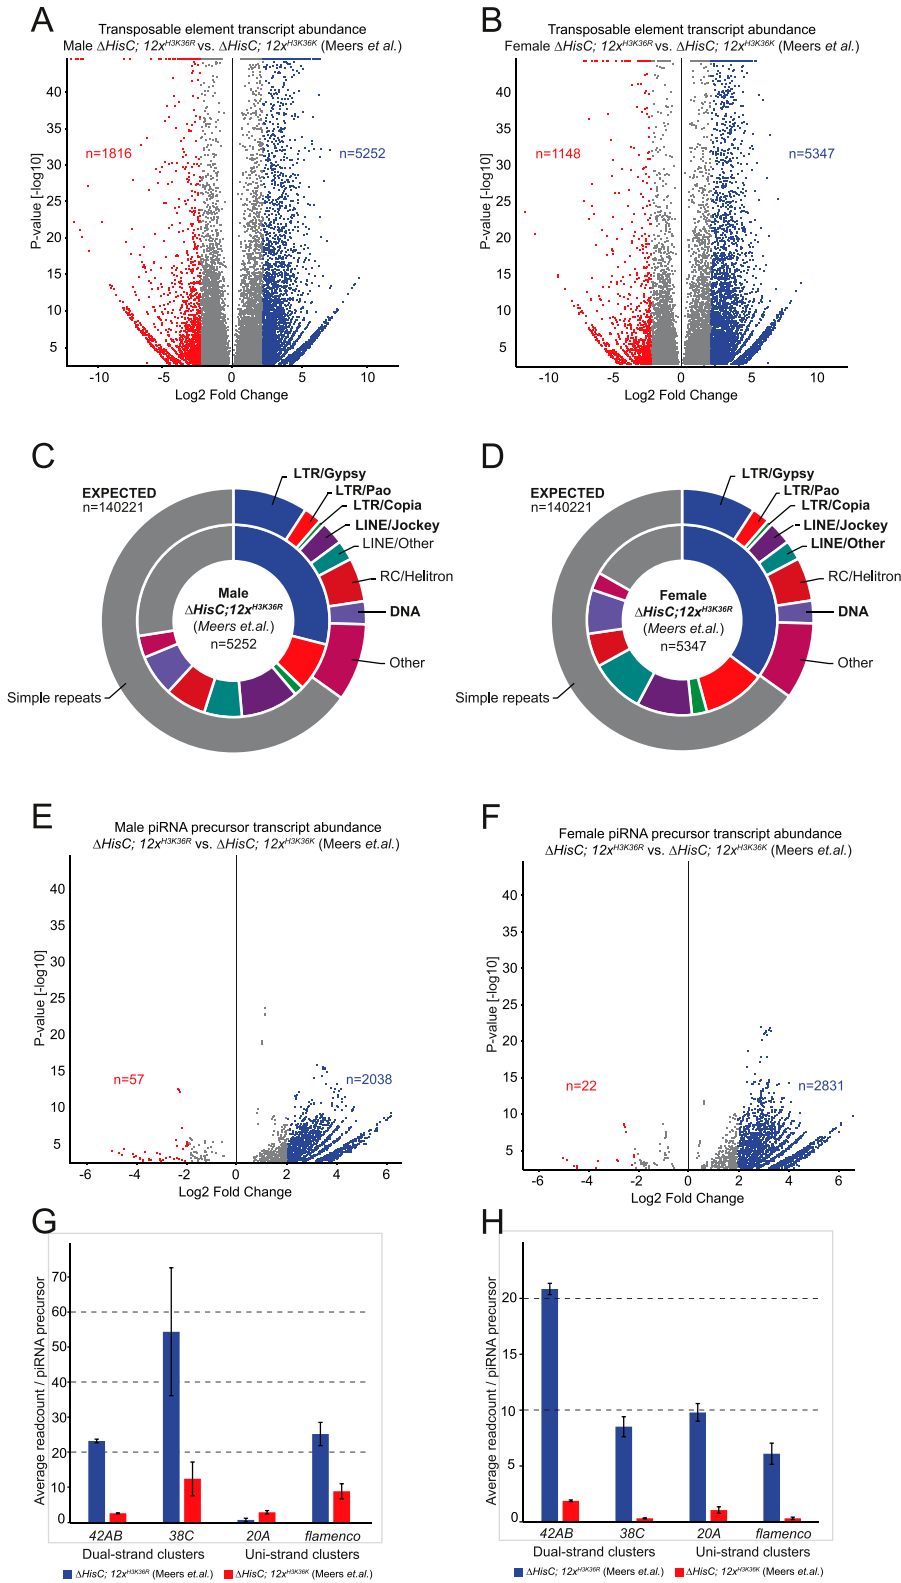 A
Transposable element transcript abundance
Male ΔHisC; 12x^H3K36R vs. ΔHisC; 12x^H3K36K (Meers et al.)
P-value [-log10]
40
35
30
25
20
15
10
5
n=1816
n=5252
-10
-5
0
5
10
Log2 Fold Change
B
Transposable element transcript abundance
Female ΔHisC; 12x^H3K36R vs. ΔHisC; 12x^H3K36K (Meers et al.)
P-value [-log10]
40
35
30
25
20
15
10
5
n=1148
n=5347
-10
-5
0
5
10
Log2 Fold Change
C
EXPECTED
n=140221
LTR/Gypsy
LTR/Pao
LTR/Copia
LINE/Jockey
LINE/Other
RC/Helitron
DNA
Other
Simple repeats
Male
ΔHisC;12x^H3K36R
(Meers et.al.)
n=5252
D
EXPECTED
n=140221
LTR/Gypsy
LTR/Pao
LTR/Copia
LINE/Jockey
LINE/Other
RC/Helitron
DNA
Other
Simple repeats
Female
ΔHisC;12x^H3K36R
(Meers et.al.)
n=5347
E
Male piRNA precursor transcript abundance
ΔHisC; 12x^H3K36R vs. ΔHisC; 12x^H3K36K (Meers et.al.)
P-value [-log10]
40
35
30
25
20
15
10
5
n=57
n=2038
-6
-4
-2
0
2
4
6
Log2 Fold Change
F
Female piRNA precursor transcript abundance
ΔHisC; 12x^H3K36R vs. ΔHisC; 12x^H3K36K (Meers et.al.)
P-value [-log10]
40
35
30
25
20
15
10
5
n=22
n=2831
-6
-4
-2
0
2
4
6
Log2 Fold Change
G
Average readcount / piRNA precursor
70
60
50
40
30
20
10
0
42AB
38C
20A
flamenco
Dual-strand clusters
Uni-strand clusters
ΔHisC; 12x^H3K36R (Meers et.al.)
ΔHisC; 12x^H3K36K (Meers et.al.)
H
Average readcount / piRNA precursor
20
15
10
5
0
42AB
38C
20A
flamenco
Dual-strand clusters
Uni-strand clusters
ΔHisC; 12x^H3K36R (Meers et.al.)
ΔHisC; 12x^H3K36K (Meers et.al.)